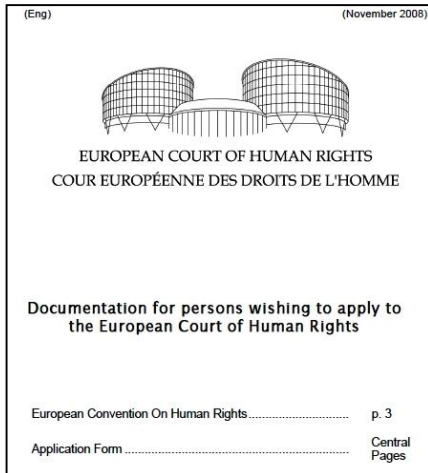 (Eng) (November 2008)
EUROPEAN COURT OF HUMAN RIGHTS
COUR EUROPÉENNE DES DROITS DE L'HOMME
Documentation for persons wishing to apply to
the European Court of Human Rights
European Convention On Human Rights................................ p. 3
Application Form ........................................................................ Central
Pages